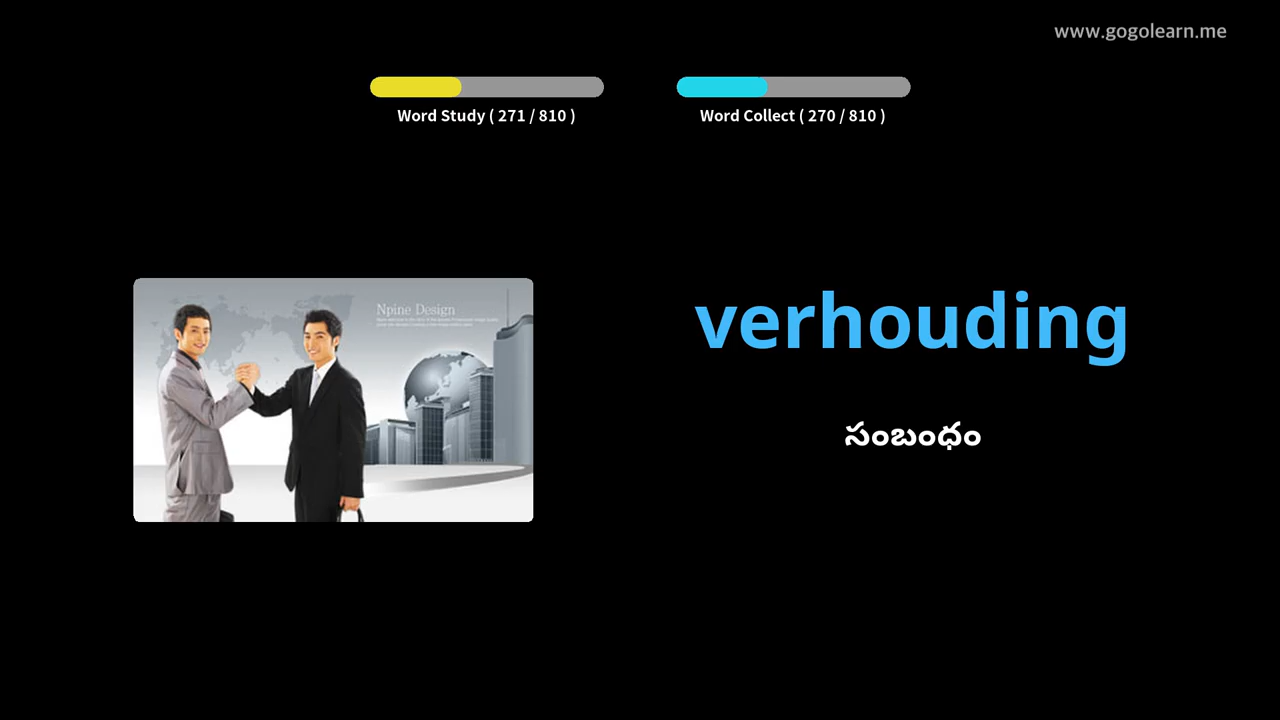 www.gogolearn.me
Word Study ( 271 / 810 )
Word Collect ( 270 / 810 )
Npine Design
verhouding
సంబంధం